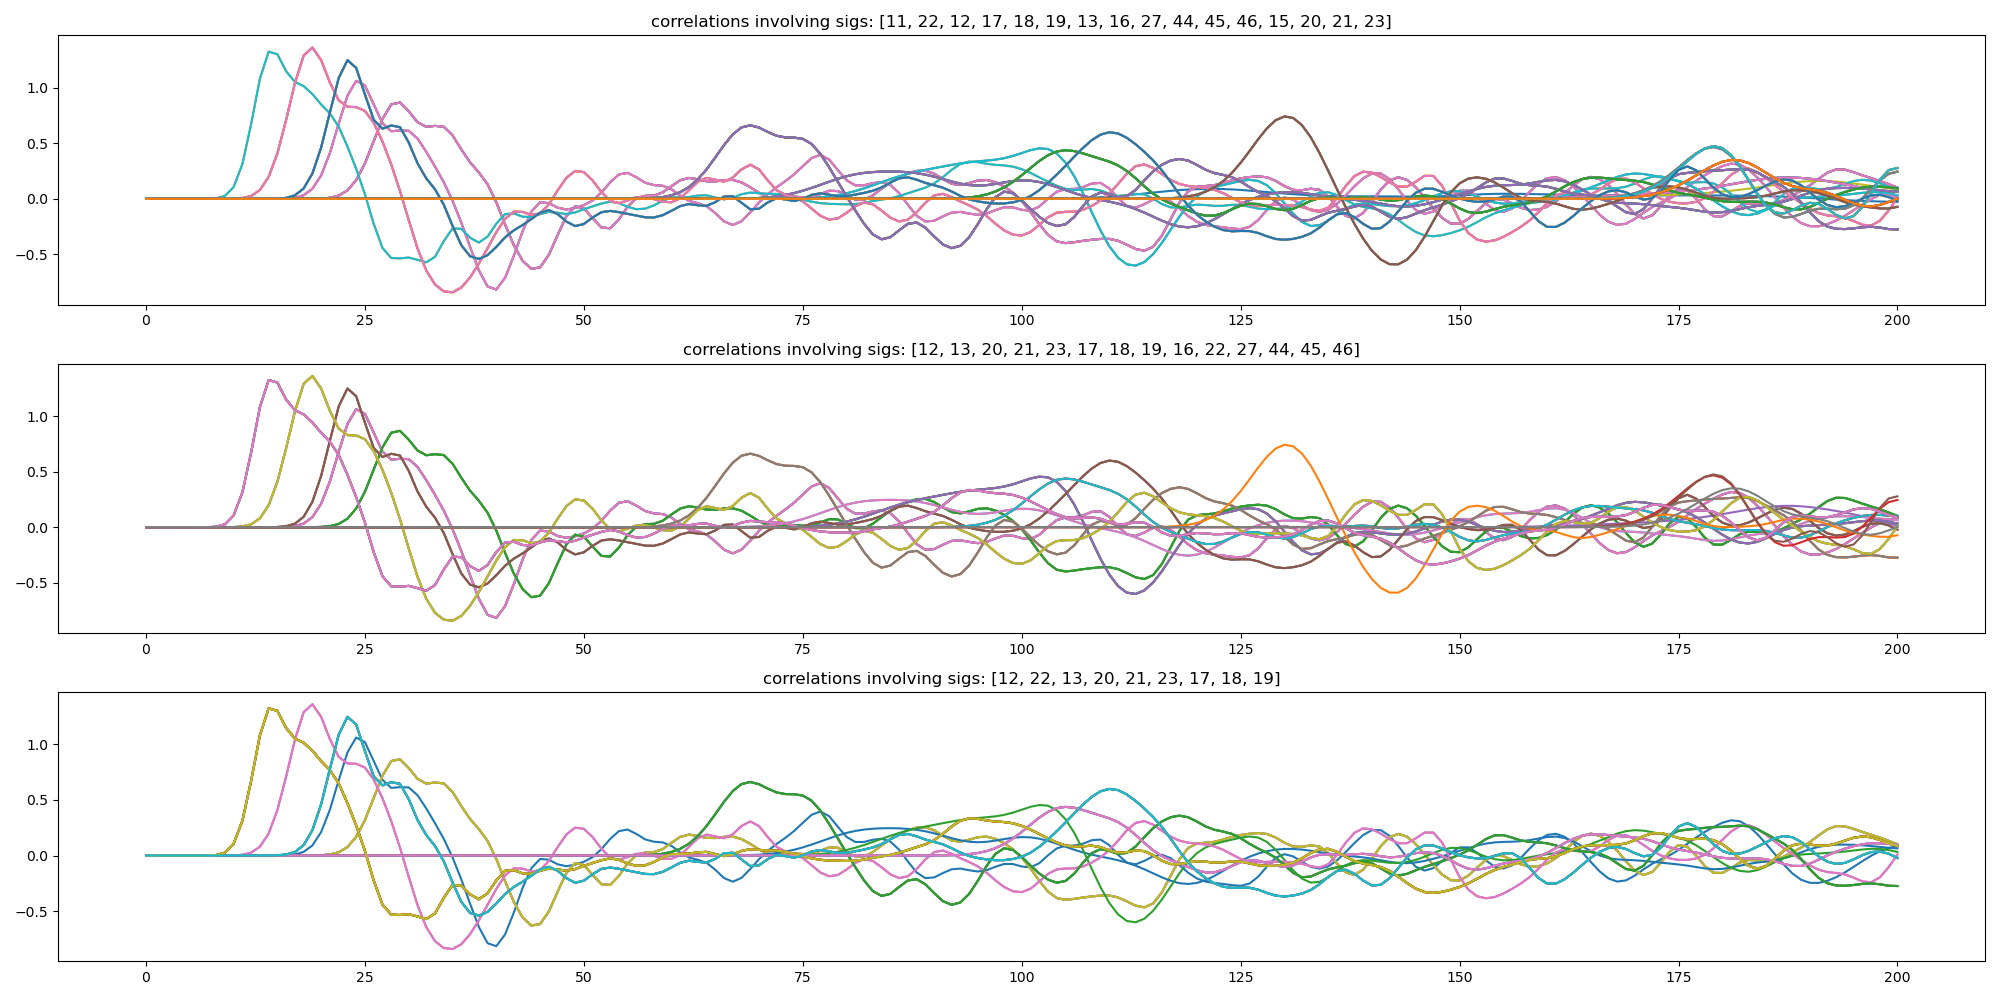 correlations involving sigs: [11, 22, 12, 17, 18, 19, 13, 16, 27, 44, 45, 46, 15, 20, 21, 23]
1.0
0.5
0.0
−0.5
0 25 50 75 100 125 150 175 200
correlations involving sigs: [12, 13, 20, 21, 23, 17, 18, 19, 16, 22, 27, 44, 45, 46]
1.0
0.5
0.0
−0.5
0 25 50 75 100 125 150 175 200
correlations involving sigs: [12, 22, 13, 20, 21, 23, 17, 18, 19]
1.0
0.5
0.0
−0.5
0 25 50 75 100 125 150 175 200